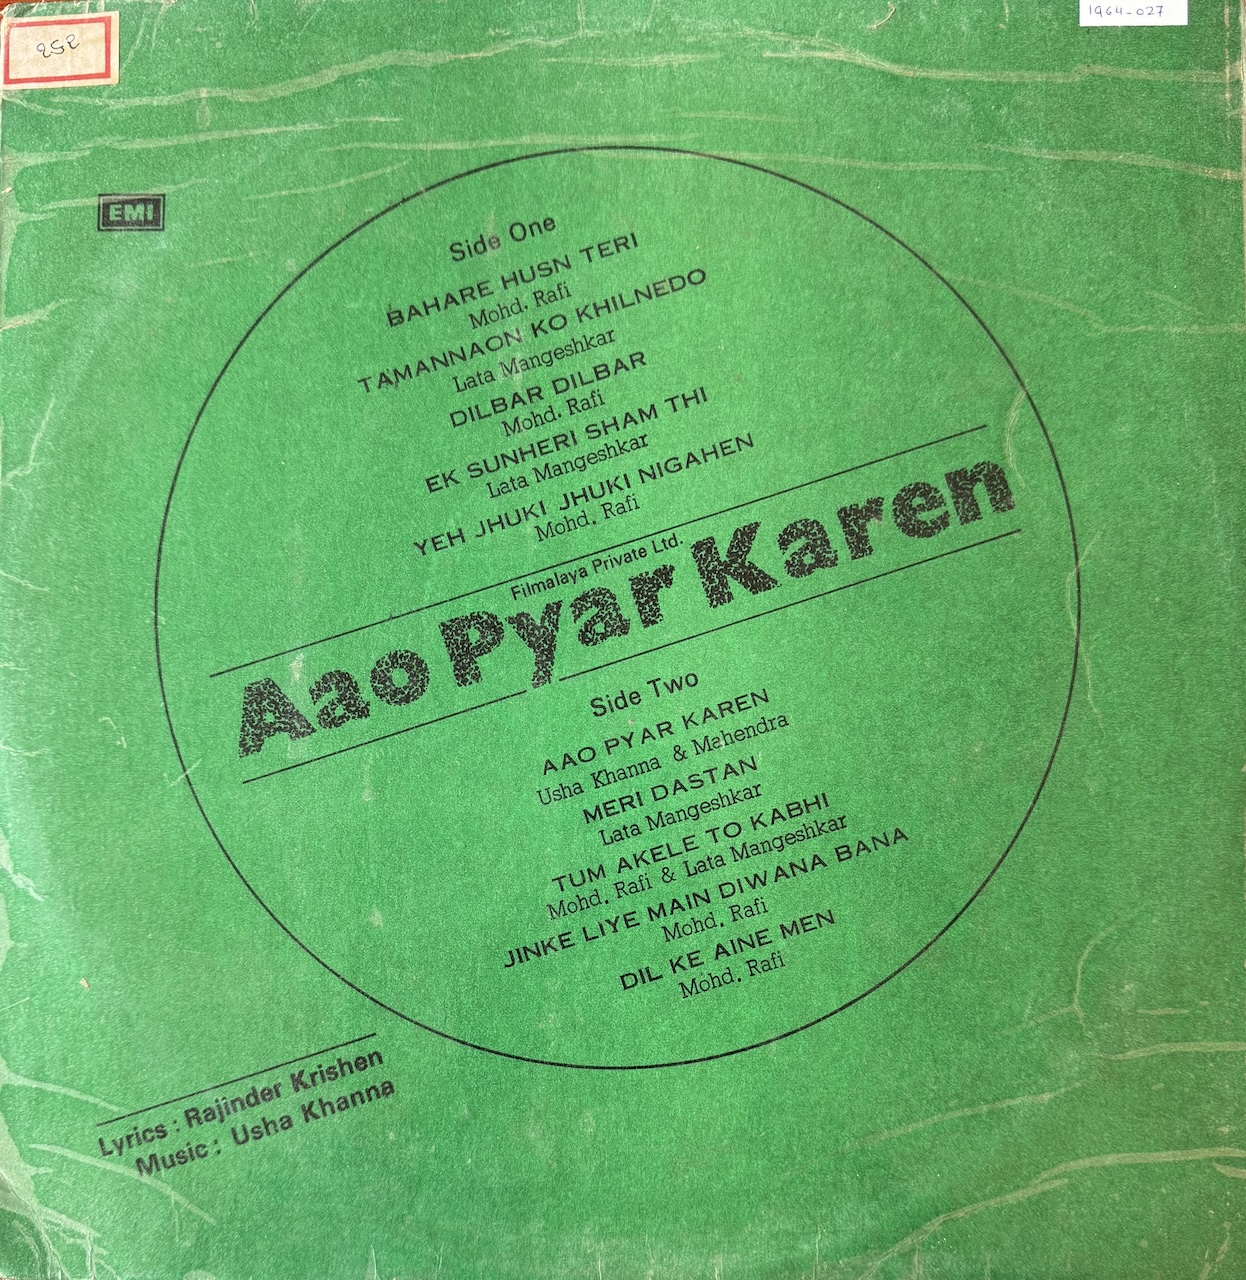 252
1964-027
EMI
Side One
BAHARE HUSN TERI
Mohd. Rafi
TAMANNAON KO KHILNEDO
Lata Mangeshkar
DILBAR DILBAR
Mohd. Rafi
EK SUNHERI SHAM THI
Lata Mangeshkar
YEH JHUKI JHUKI NIGAHEN
Mohd. Rafi
Filmalaya Private Ltd.
Aao Pyar Karen
Side Two
AAO PYAR KAREN
Usha Khanna & Mahendra
MERI DASTAN
Lata Mangeshkar
TUM AKELE TO KABHI
Mohd. Rafi & Lata Mangeshkar
JINKE LIYE MAIN DIWANA BANA
Mohd. Rafi
DIL KE AINE MEN
Mohd. Rafi
Lyrics : Rajinder Krishen
Music : Usha Khanna